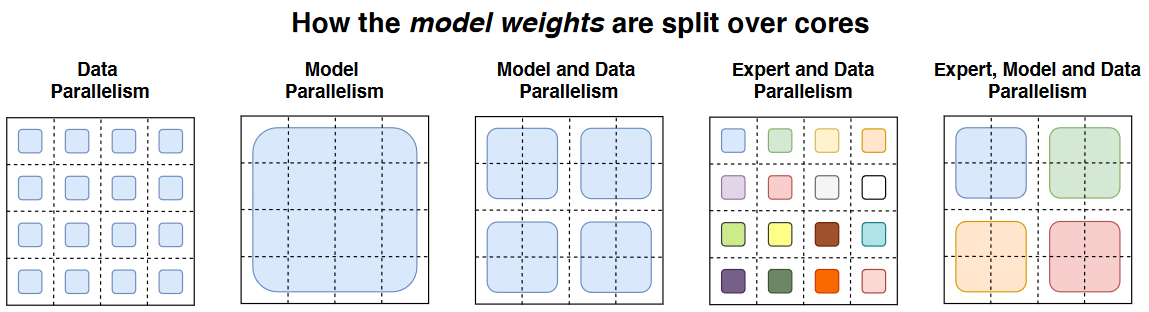 How the model weights are split over cores
Data
Parallelism
Model
Parallelism
Model and Data
Parallelism
Expert and Data
Parallelism
Expert, Model and Data
Parallelism